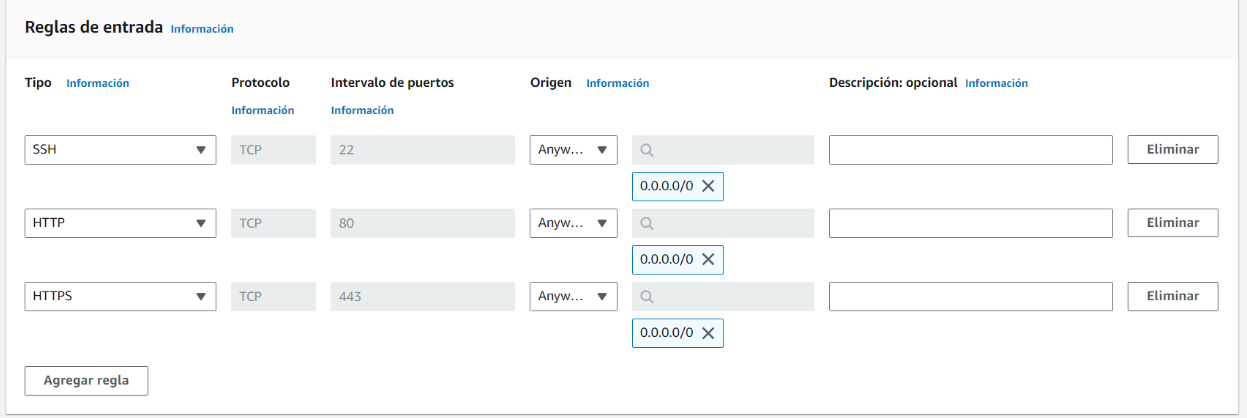 Reglas de entrada Información
Tipo Información Protocolo Intervalo de puertos Origen Información Descripción: opcional Información
Información Información
SSH TCP 22 Anyw... Eliminar
0.0.0.0/0
HTTP TCP 80 Anyw... Eliminar
0.0.0.0/0
HTTPS TCP 443 Anyw... Eliminar
0.0.0.0/0
Agregar regla